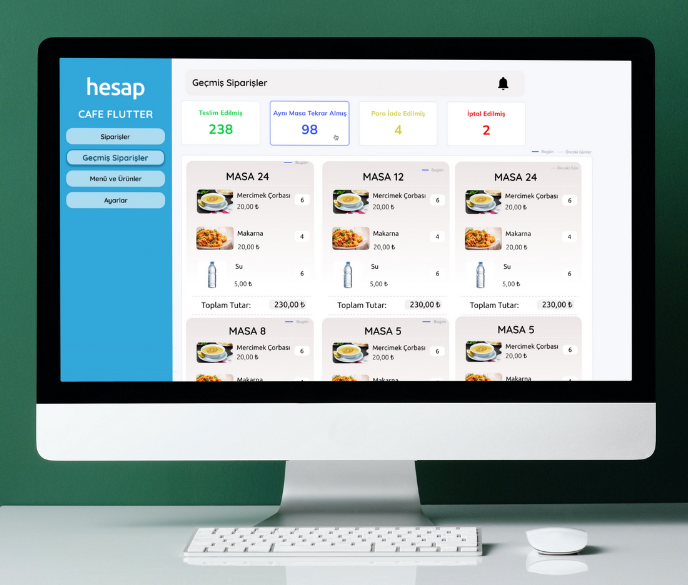 hesap
CAFE FLUTTER
Siparişler
Geçmiş Siparişler
Menü ve Ürünler
Ayarlar
Geçmiş Siparişler
Teslim Edilmiş
238
Aynı Masa Tekrar Almış
98
Para İade Edilmiş
4
İptal Edilmiş
2
Bugün
Bugün
MASA 24
Mercimek Çorbası
20,00 ₺
6
Makarna
20,00 ₺
4
Su
5,00 ₺
6
Toplam Tutar: 230,00 ₺
Bugün
MASA 12
Mercimek Çorbası
20,00 ₺
6
Makarna
20,00 ₺
4
Su
5,00 ₺
6
Toplam Tutar: 230,00 ₺
MASA 24
Mercimek Çorbası
20,00 ₺
6
Makarna
20,00 ₺
4
Su
5,00 ₺
6
Toplam Tutar: 230,00 ₺
Bugün
MASA 8
Mercimek Çorbası
20,00 ₺
6
Makarna
Bugün
MASA 5
Mercimek Çorbası
20,00 ₺
6
Makarna
MASA 5
Mercimek Çorbası
20,00 ₺
6
Makarna